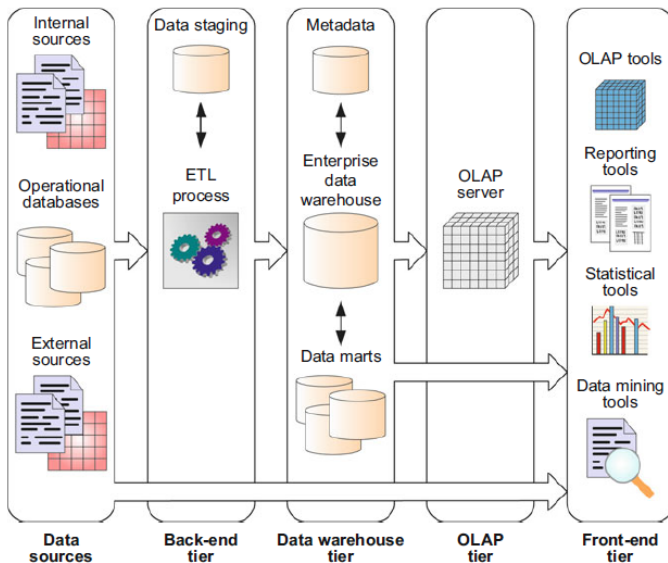 Internal
sources
Operational
databases
External
sources
Data
sources
Data staging
ETL
process
Back-end
tier
Metadata
Enterprise
data
warehouse
Data marts
Data warehouse
tier
OLAP
server
OLAP
tier
OLAP tools
Reporting
tools
Statistical
tools
Data mining
tools
Front-end
tier